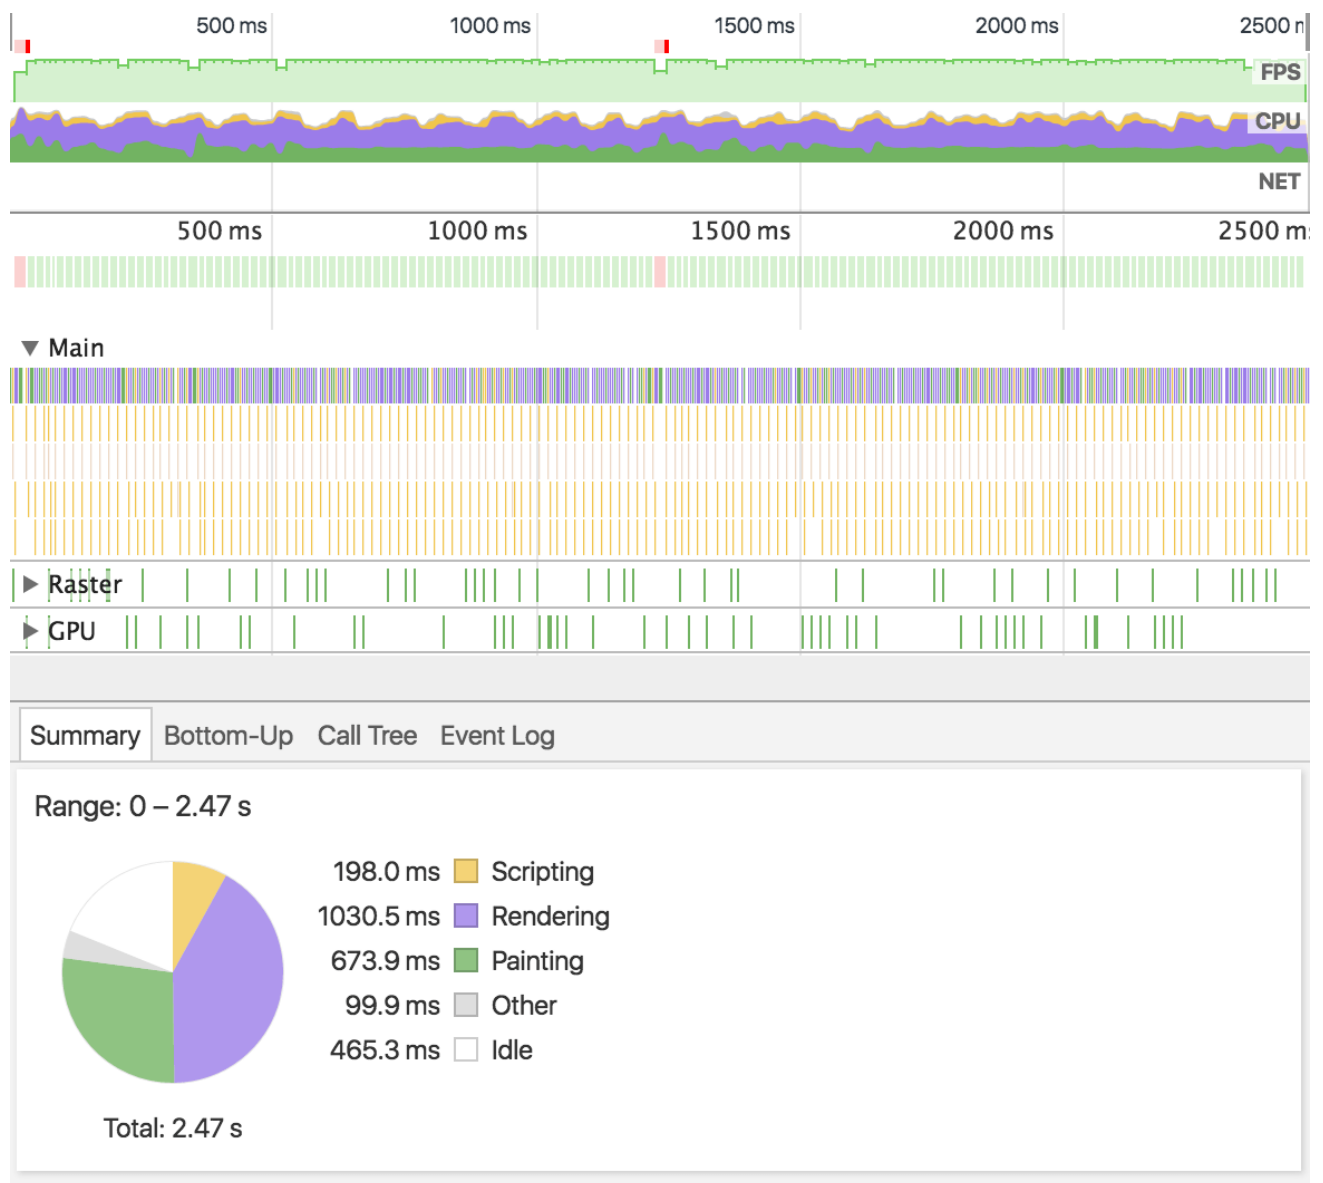 500 ms 1000 ms 1500 ms 2000 ms 2500 m
FPS
CPU
NET
500 ms 1000 ms 1500 ms 2000 ms 2500 m
Main
Raster
GPU
Summary Bottom-Up Call Tree Event Log
Range: 0 – 2.47 s
198.0 ms Scripting
1030.5 ms Rendering
673.9 ms Painting
99.9 ms Other
465.3 ms Idle
Total: 2.47 s